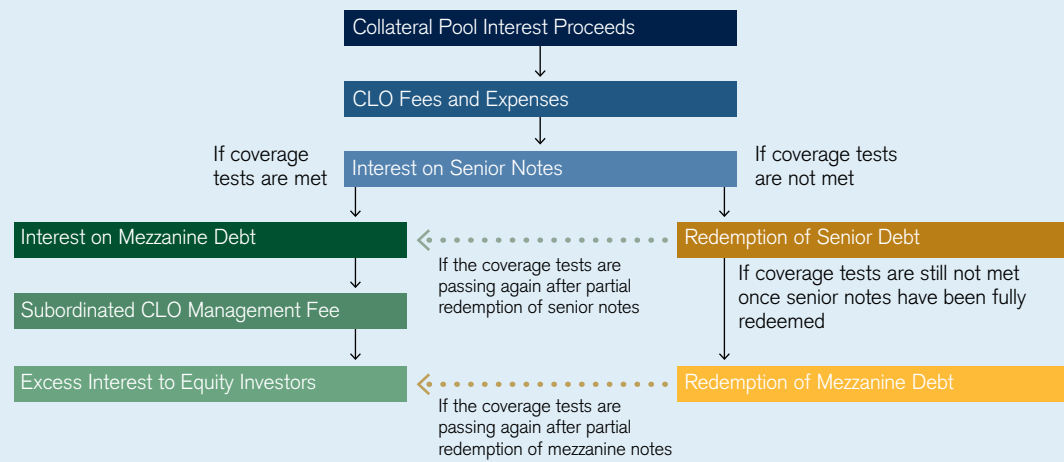 Collateral Pool Interest Proceeds
CLO Fees and Expenses
If coverage
tests are met
Interest on Senior Notes
If coverage tests
are not met
Interest on Mezzanine Debt
Redemption of Senior Debt
If the coverage tests are
passing again after partial
redemption of senior notes
If coverage tests are still not met
once senior notes have been fully
redeemed
Subordinated CLO Management Fee
Excess Interest to Equity Investors
Redemption of Mezzanine Debt
If the coverage tests are
passing again after partial
redemption of mezzanine notes